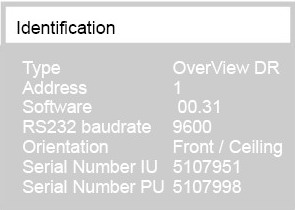 Identification
Type OverView DR
Address 1
Software 00.31
RS232 baudrate 9600
Orientation Front / Ceiling
Serial Number IU 5107951
Serial Number PU 5107998